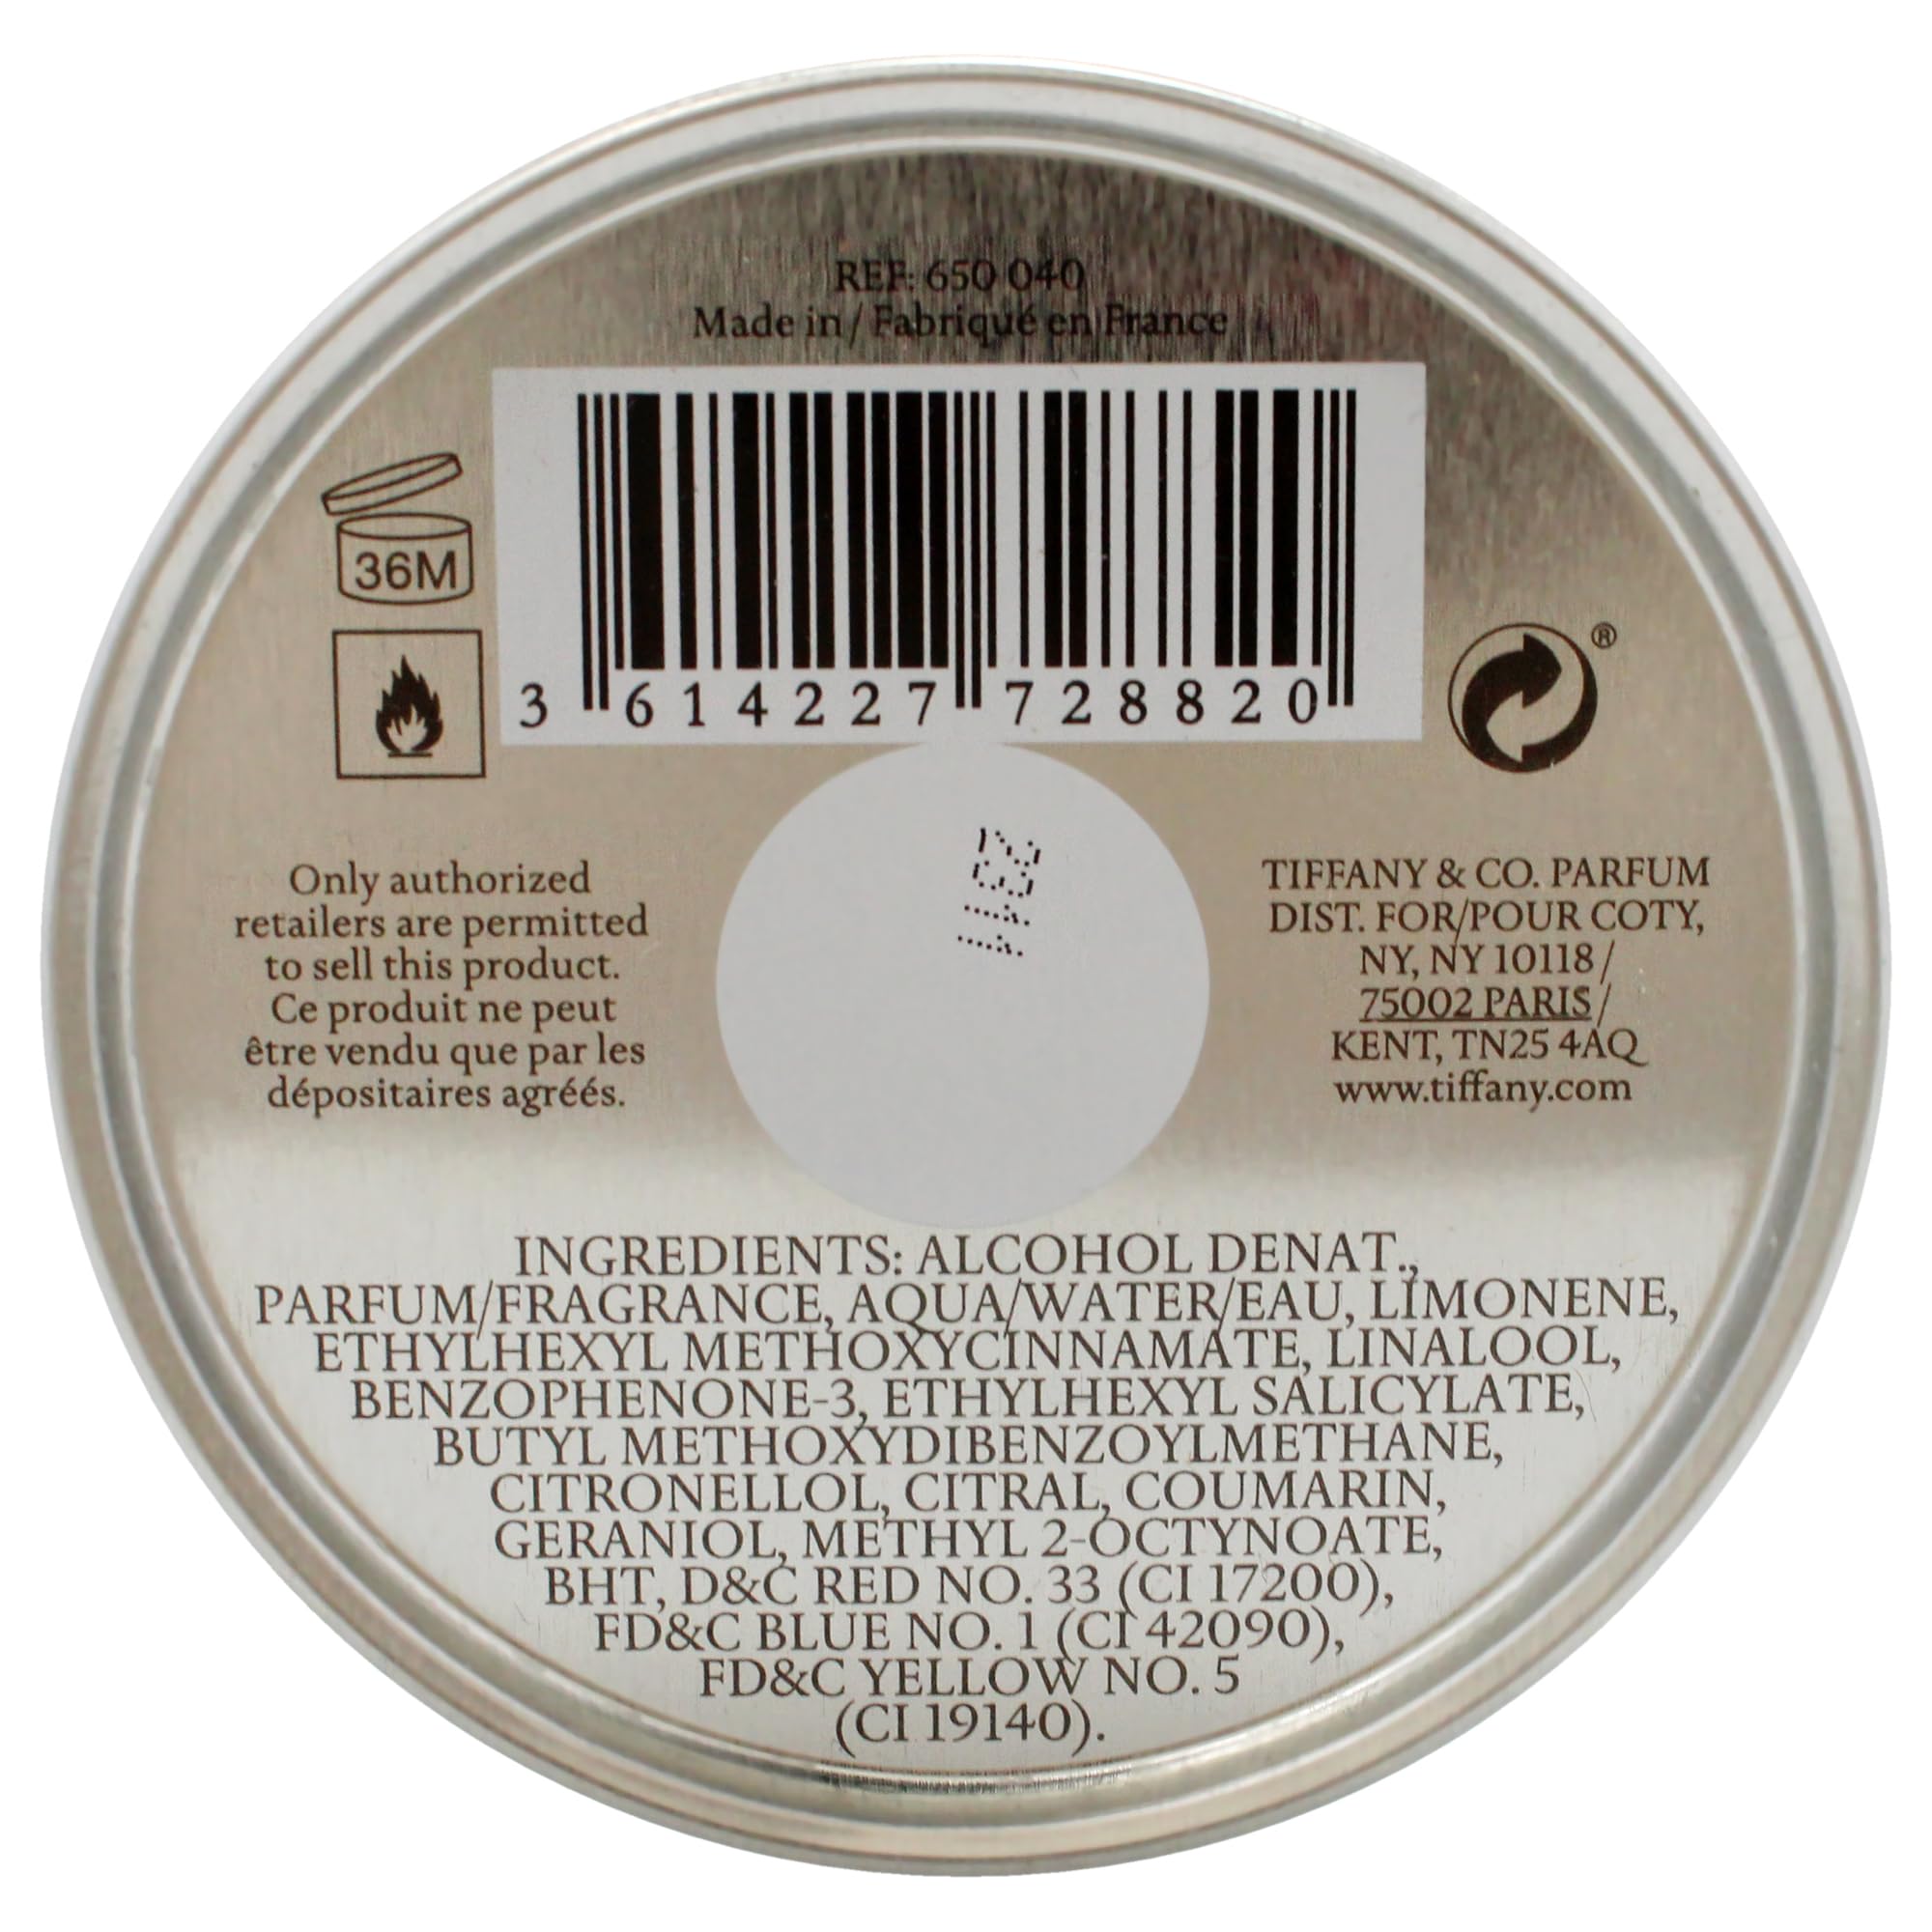 REF: 650 040
Made in / Fabriqué en France
36M
3 614227 728820
®
Only authorized
retailers are permitted
to sell this product.
Ce produit ne peut
être vendu que par les
dépositaires agréés.
TIFFANY & CO. PARFUM
DIST. FOR/POUR COTY,
NY, NY 10118 /
75002 PARIS /
KENT, TN25 4AQ
www.tiffany.com
INGREDIENTS: ALCOHOL DENAT.,
PARFUM/FRAGRANCE, AQUA/WATER/EAU, LIMONENE,
ETHYLHEXYL METHOXYCINNAMATE, LINALOOL,
BENZOPHENONE-3, ETHYLHEXYL SALICYLATE,
BUTYL METHOXYDIBENZOYLMETHANE,
CITRONELLOL, CITRAL, COUMARIN,
GERANIOL, METHYL 2-OCTYNOATE,
BHT, D&C RED NO. 33 (CI 17200),
FD&C BLUE NO. 1 (CI 42090),
FD&C YELLOW NO. 5
(CI 19140).